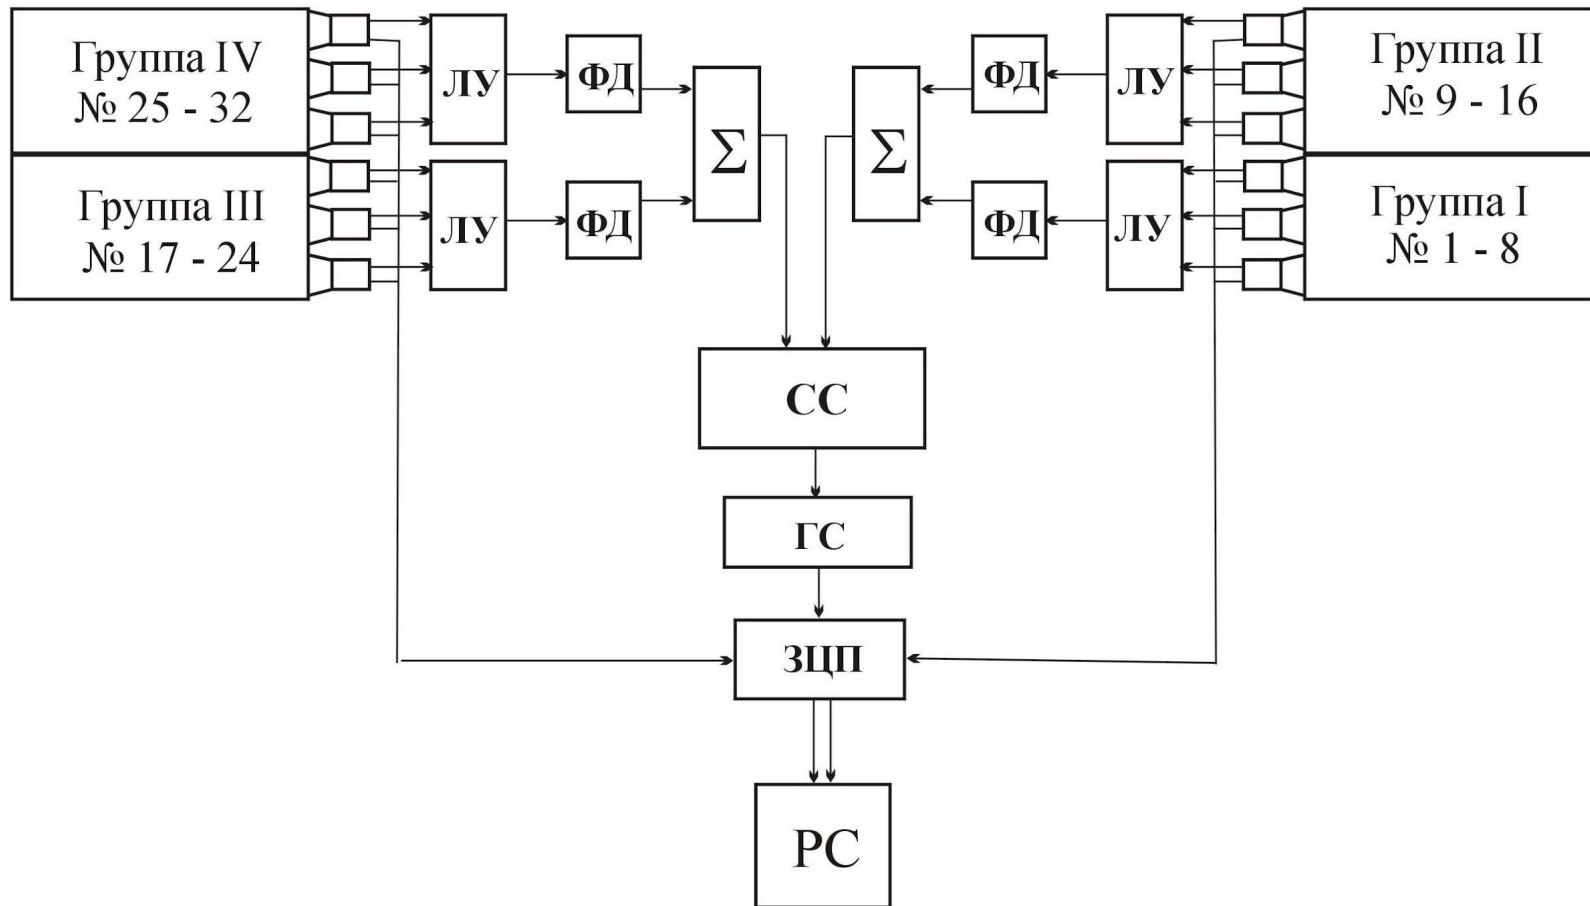 Группа IV
№ 25 - 32
ЛУ
ФД
Σ
Σ
ФД
ЛУ
Группа II
№ 9 - 16
Группа III
№ 17 - 24
ЛУ
ФД
ФД
ЛУ
Группа I
№ 1 - 8
СС
ГС
ЗЦП
PC